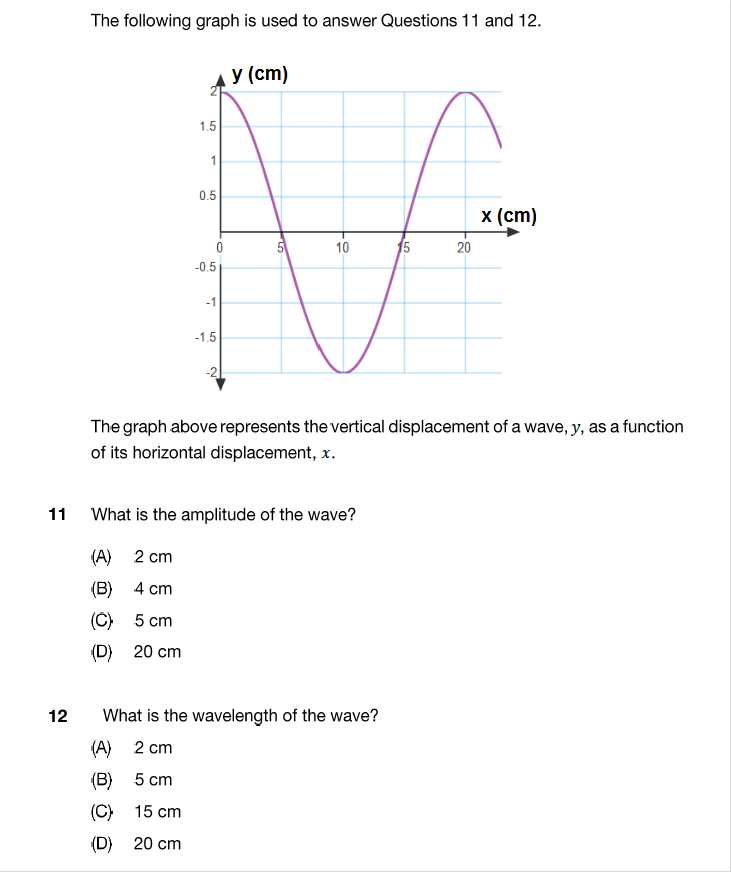 The following graph is used to answer Questions 11 and 12.
y (cm)
2
1.5
1
0.5
x (cm)
0 5 10 15 20
-0.5
-1
-1.5
-2
The graph above represents the vertical displacement of a wave, y, as a function
of its horizontal displacement, x.
11 What is the amplitude of the wave?
(A) 2 cm
(B) 4 cm
(C) 5 cm
(D) 20 cm
12 What is the wavelength of the wave?
(A) 2 cm
(B) 5 cm
(C) 15 cm
(D) 20 cm